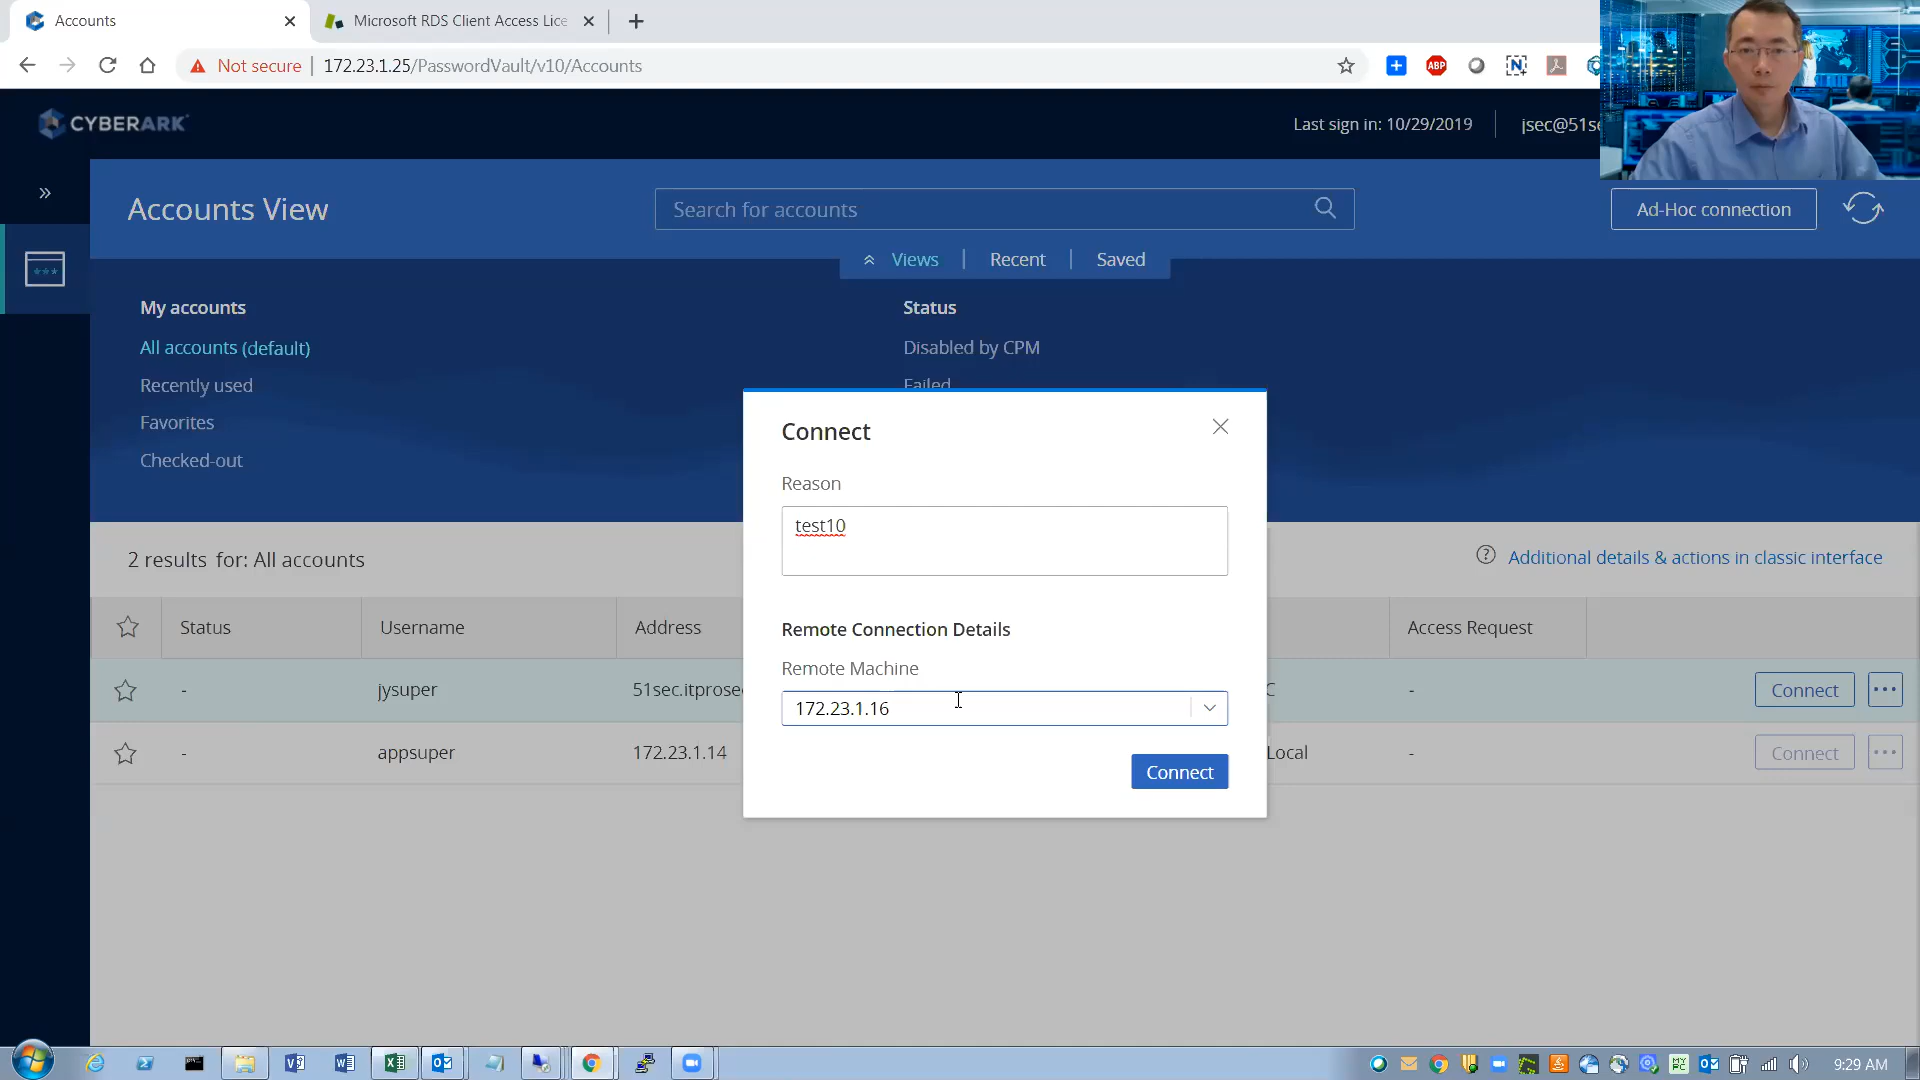 Accounts
Microsoft RDS Client Access Lice
Not secure
172.23.1.25/PasswordVault/v10/Accounts
ABP
CYBERARK
Last sign in: 10/29/2019
jsec@51se
Accounts View
Search for accounts
Ad-Hoc connection
Views
Recent
Saved
My accounts
Status
All accounts (default)
Disabled by CPM
Recently used
Failed
Favorites
Checked-out
Connect
Reason
test10
2 results for: All accounts
Additional details & actions in classic interface
Status
Username
Address
Remote Connection Details
Access Request
Remote Machine
-
jysuper
51sec.itprose
172.23.1.16
C
-
Connect
-
appsuper
172.23.1.14
Local
-
Connect
Connect
9:29 AM